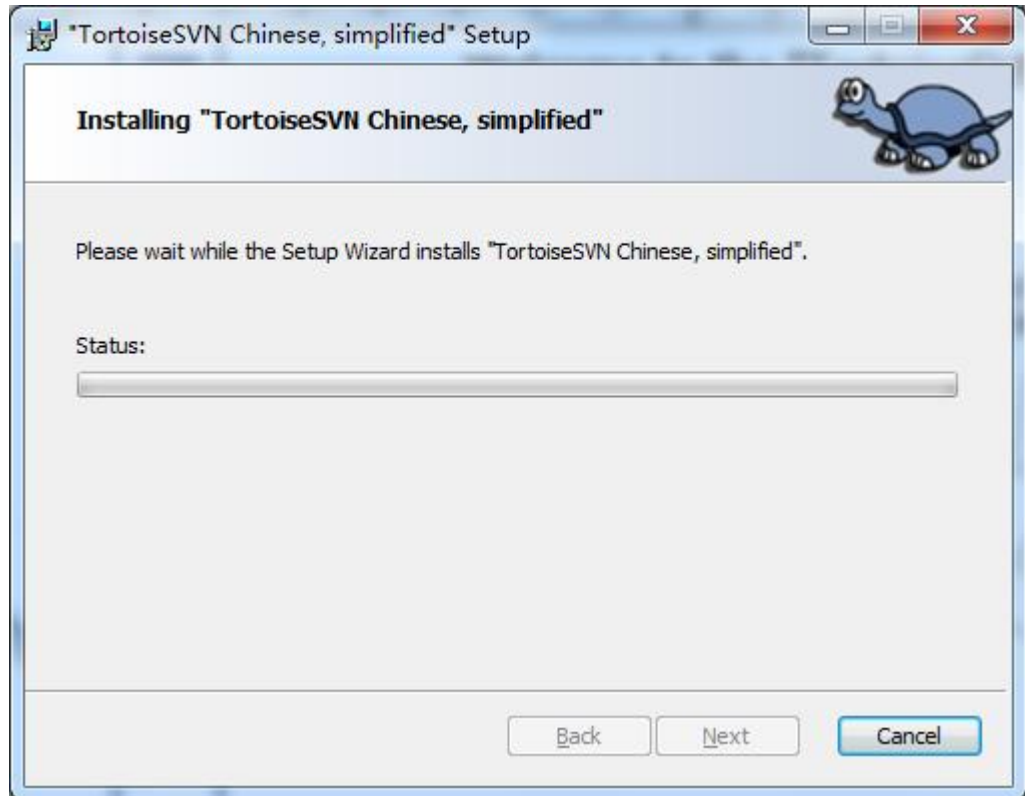 "TortoiseSVN Chinese, simplified" Setup
Installing "TortoiseSVN Chinese, simplified"
Please wait while the Setup Wizard installs "TortoiseSVN Chinese, simplified".
Status:
Back
Next
Cancel